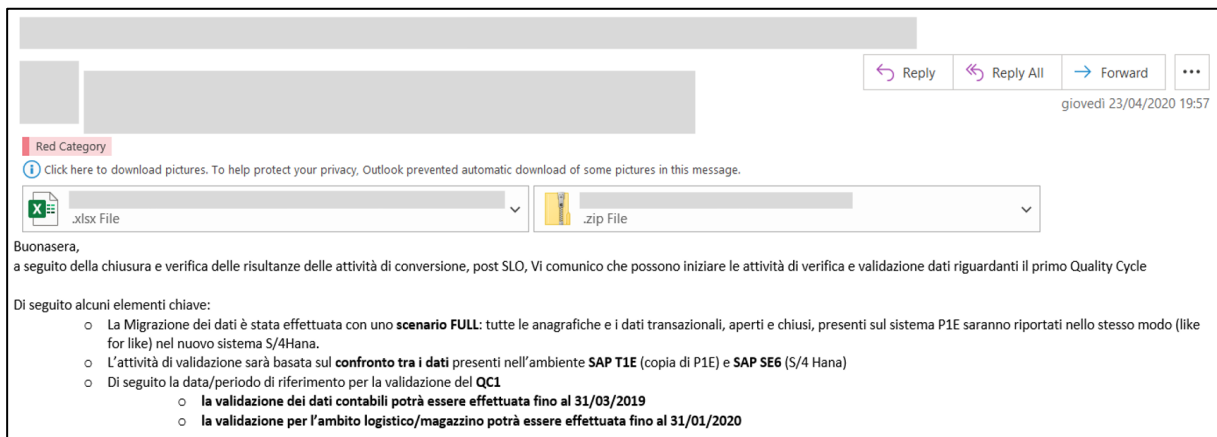 Reply
Reply All
Forward
giovedì 23/04/2020 19:57
Red Category
Click here to download pictures. To help protect your privacy, Outlook prevented automatic download of some pictures in this message.
.xlsx File
.zip File
Buonasera,
a seguito della chiusura e verifica delle risultanze delle attività di conversione, post SLO, Vi comunico che possono iniziare le attività di verifica e validazione dati riguardanti il primo Quality Cycle
Di seguito alcuni elementi chiave:
o La Migrazione dei dati è stata effettuata con uno scenario FULL: tutte le anagrafiche e i dati transazionali, aperti e chiusi, presenti sul sistema P1E saranno riportati nello stesso modo (like
for like) nel nuovo sistema S/4Hana.
o L'attività di validazione sarà basata sul confronto tra i dati presenti nell'ambiente SAP T1E (copia di P1E) e SAP SE6 (S/4 Hana)
o Di seguito la data/periodo di riferimento per la validazione del QC1
o la validazione dei dati contabili potrà essere effettuata fino al 31/03/2019
o la validazione per l'ambito logistico/magazzino potrà essere effettuata fino al 31/01/2020